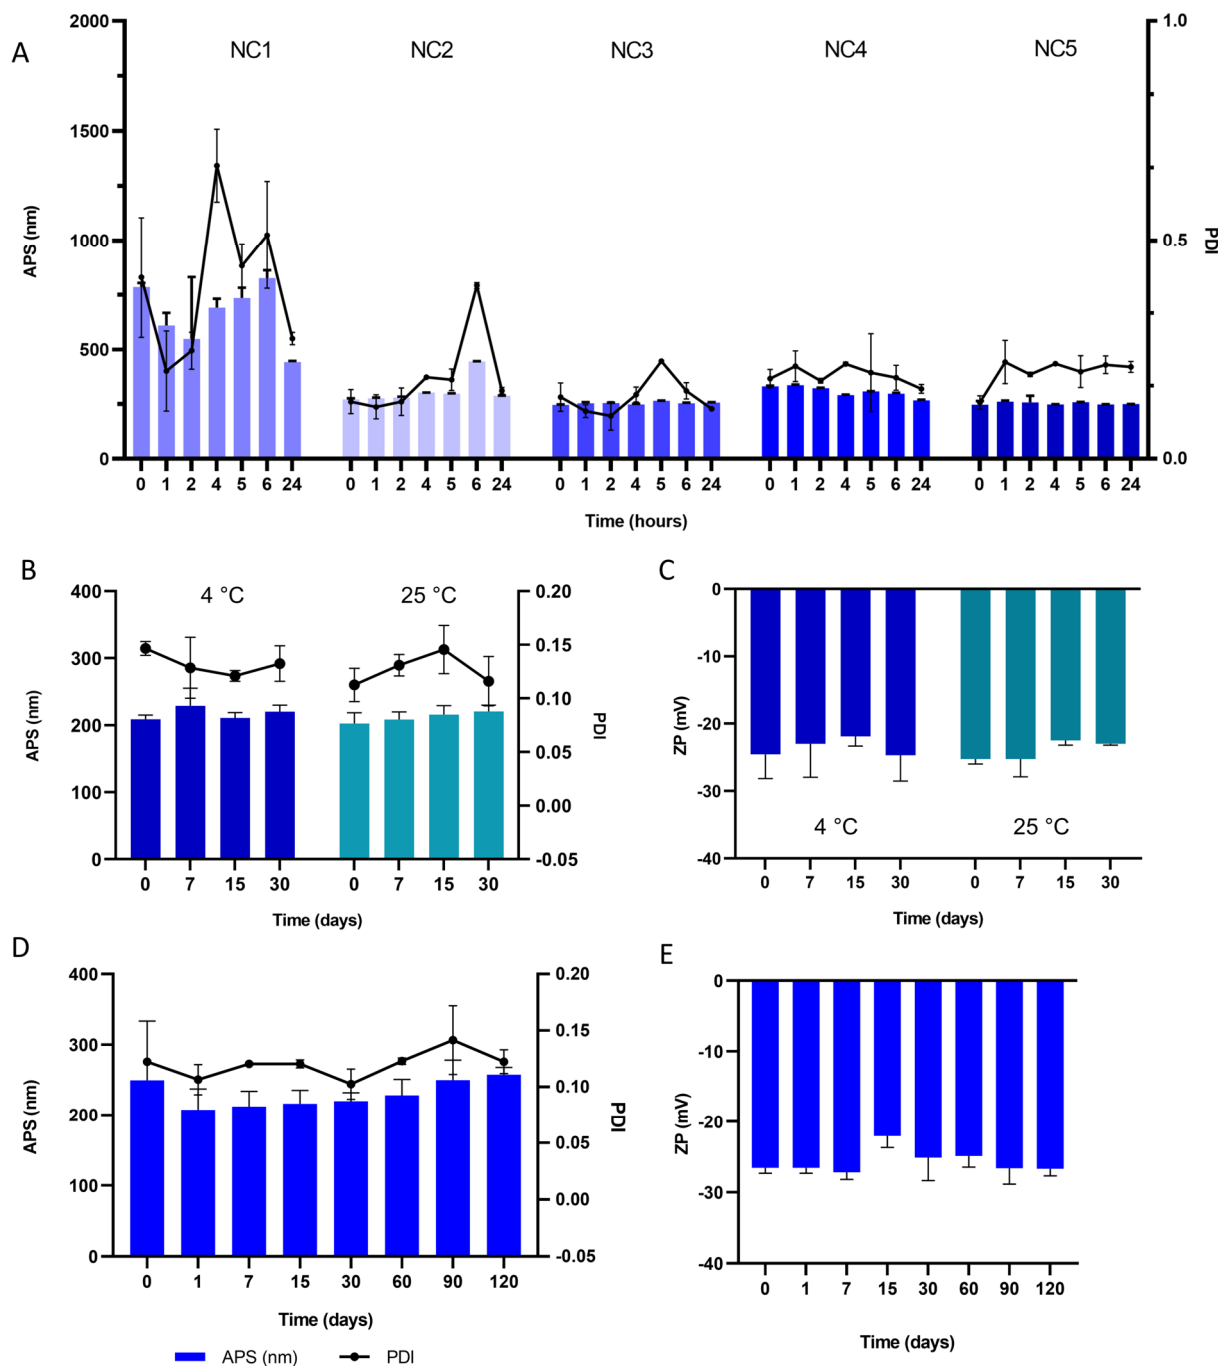 A
NC1 NC2 NC3 NC4 NC5
2000 1.0
1500
1000 0.5
500
0 0.0
APS (nm)
PDI
0 1 2 4 5 6 24 0 1 2 4 5 6 24 0 1 2 4 5 6 24 0 1 2 4 5 6 24 0 1 2 4 5 6 24
Time (hours)
B
4 °C 25 °C
400 0.20
300 0.15
0.10
200
0.05
100 0.00
0 -0.05
APS (nm)
PDI
0 7 15 30 0 7 15 30
Time (days)
C
0
-10
-20
-30
-40
ZP (mV)
4 °C 25 °C
0 7 15 30 0 7 15 30
Time (days)
D
400 0.20
300 0.15
0.10
200
0.05
100 0.00
0 -0.05
APS (nm)
PDI
0 1 7 15 30 60 90 120
Time (days)
APS (nm) PDI
E
0
-10
-20
-30
-40
ZP (mV)
0 1 7 15 30 60 90 120
Time (days)